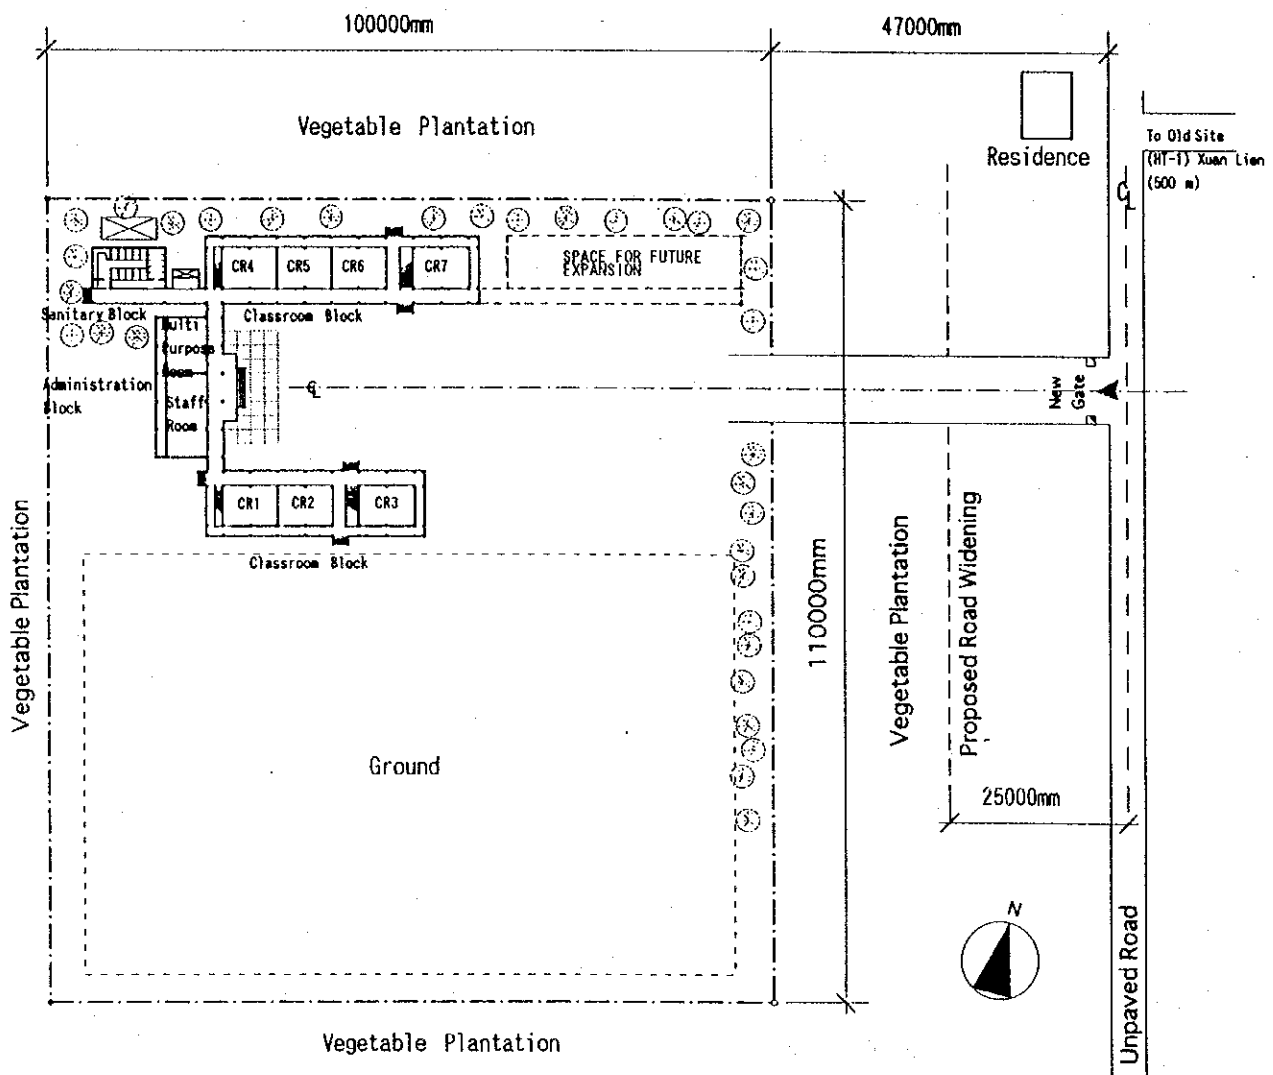 100000mm
47000mm
Vegetable Plantation
Residence
To Old Site
(HT-1) Xuan Lien
(500 m)
CL
SPACE FOR FUTURE
EXPANSION
CR4
CR5
CR6
CR7
Sanitary Block
Classroom Block
Multi
Purpose
Room
Administration
Block
Staff
Room
CL
New
Gate
CR1
CR2
CR3
Classroom Block
Vegetable Plantation
110000mm
Vegetable Plantation
Proposed Road Widening
Ground
25000mm
N
Unpaved Road
Vegetable Plantation